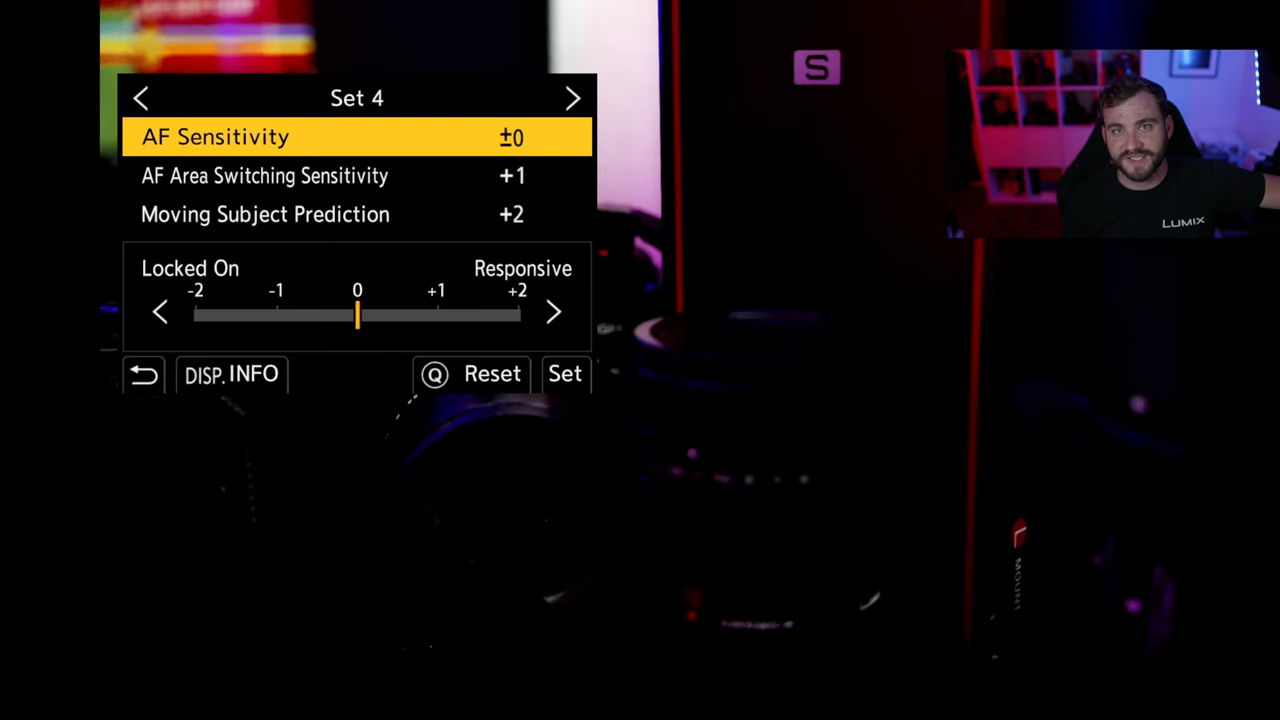 Set 4
AF Sensitivity ±0
AF Area Switching Sensitivity +1
Moving Subject Prediction +2
Locked On Responsive
-2 -1 0 +1 +2
DISP. INFO Q Reset Set
S
LUMIX
L MOUNT